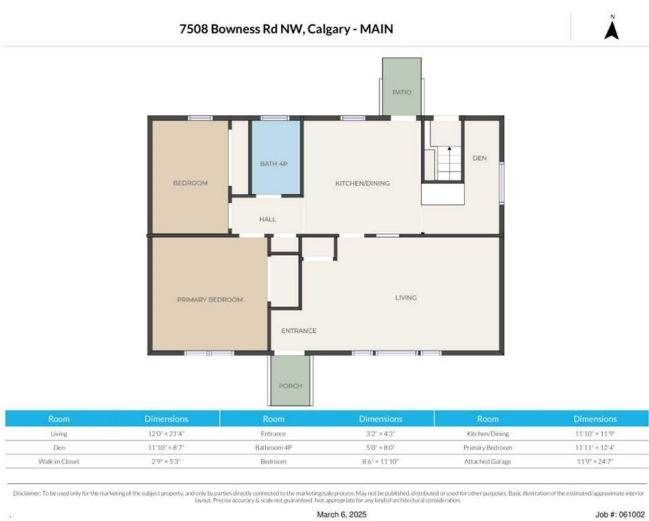 7508 Bowness Rd NW, Calgary - MAIN
N
PATIO
BATH 4P
DEN
BEDROOM
KITCHEN/DINING
HALL
PRIMARY BEDROOM
LIVING
ENTRANCE
PORCH
Room Dimensions Room Dimensions Room Dimensions
Living 12'0" × 21'4" Entrance 3'2" × 4'3" Kitchen/Dining 11'10" × 11'9"
Den 11'10" × 8'7" Bathroom 4P 5'0" × 8'0" Primary Bedroom 11'11" × 12'4"
Walk-in Closet 2'9" × 5'3" Bedroom 8'6" × 11'10" Attached Garage 11'9" × 24'7"
Disclaimer: To be used only for the marketing of the subject property, and only by parties directly connected to the marketing/sale process. May not be published, distributed or used for other purposes. Basic illustration of the estimated/approximate interior
layout. Precise accuracy & scale not guaranteed. Not appropriate for any kind of architectural consideration.
. March 6, 2025 Job #: 061002